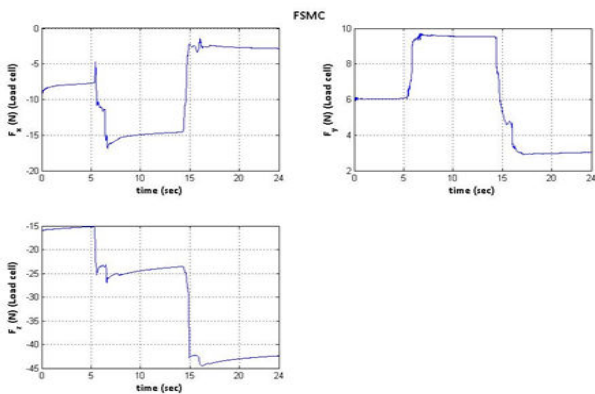 FSMC
0
-5
-10
-15
-20
F_x (N) (Load cell)
0 5 10 15 20 24
time (sec)
10
8
6
4
2
F_y (N) (Load cell)
0 5 10 15 20 24
time (sec)
-15
-20
-25
-30
-35
-40
-45
F_z (N) (Load cell)
0 5 10 15 20 24
time (sec)